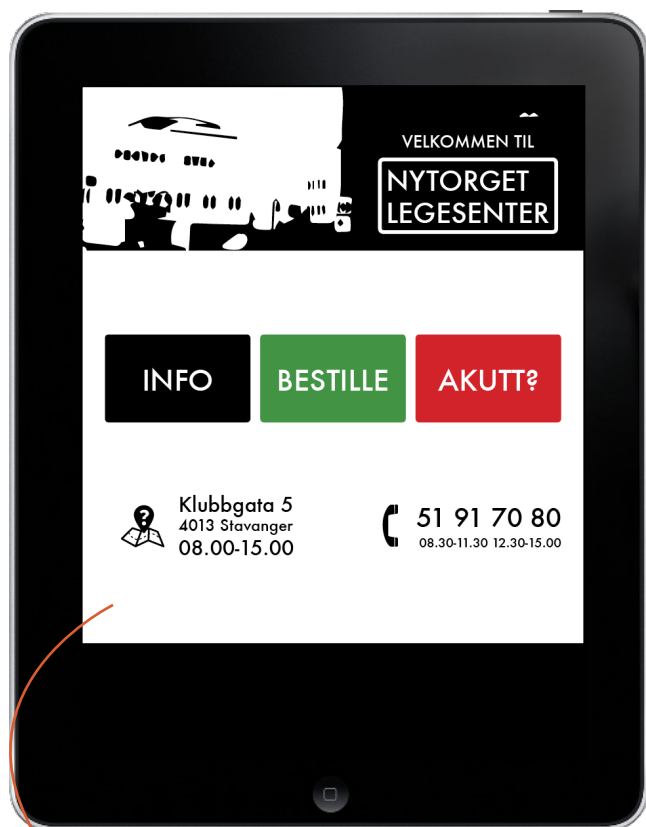 VELKOMMEN TIL
NYTORGET
LEGESENTER
INFO
BESTILLE
AKUTT?
Klubbgata 5
4013 Stavanger
08.00-15.00
51 91 70 80
08.30-11.30 12.30-15.00